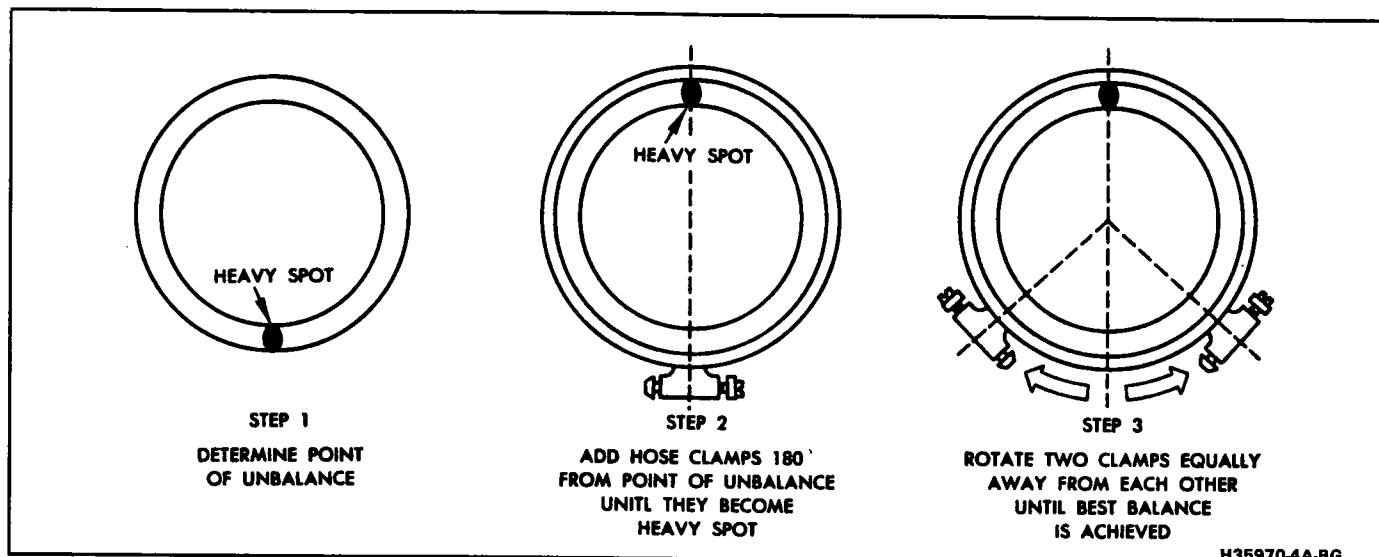 HEAVY SPOT
STEP 1
DETERMINE POINT
OF UNBALANCE
HEAVY SPOT
STEP 2
ADD HOSE CLAMPS 180'
FROM POINT OF UNBALANCE
UNITL THEY BECOME
HEAVY SPOT
STEP 3
ROTATE TWO CLAMPS EQUALLY
AWAY FROM EACH OTHER
UNTIL BEST BALANCE
IS ACHIEVED
H35970-4A-BG